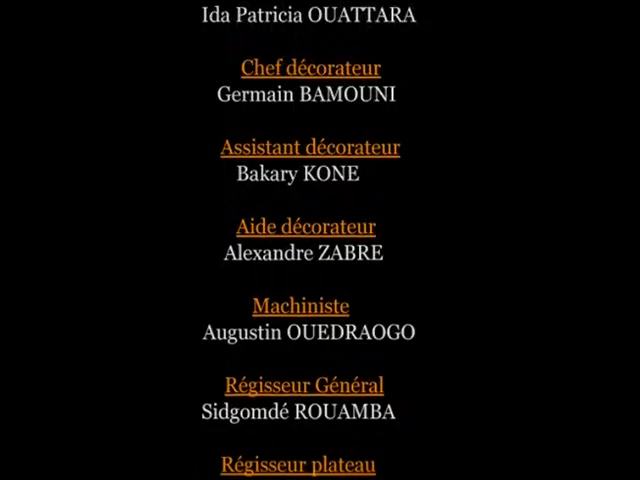 Ida Patricia OUATTARA
Chef décorateur
Germain BAMOUNI
Assistant décorateur
Bakary KONE
Aide décorateur
Alexandre ZABRE
Machiniste
Augustin OUEDRAOGO
Régisseur Général
Sidgomdé ROUAMBA
Régisseur plateau